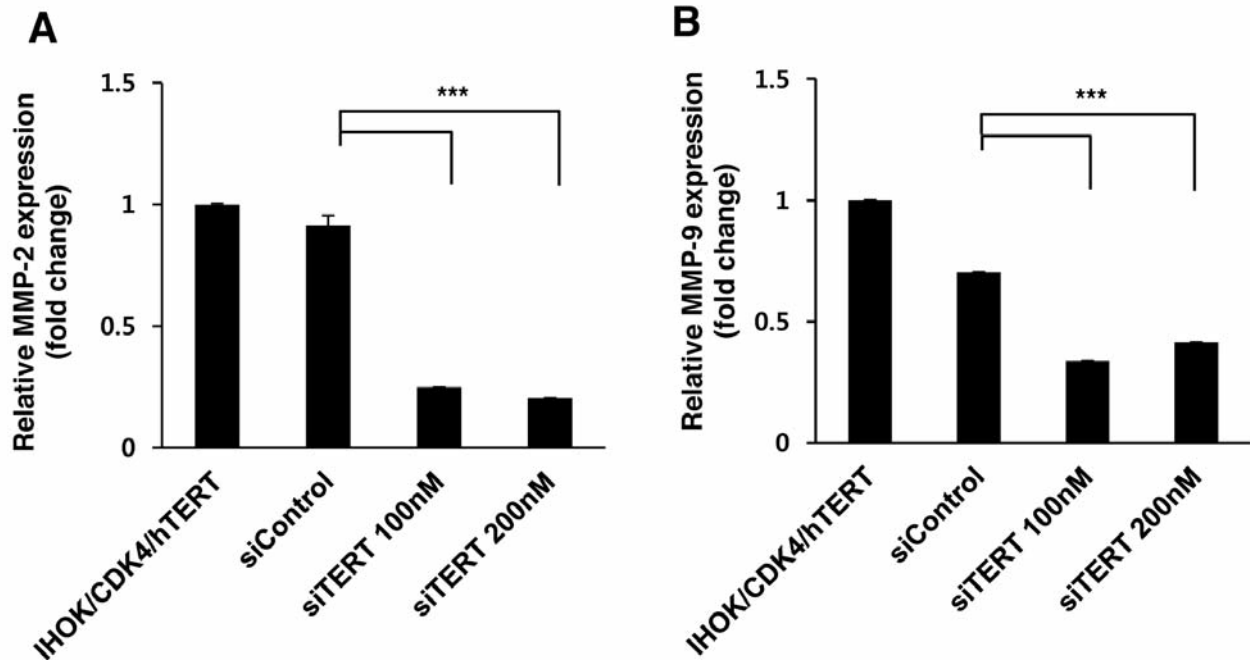 A
Relative MMP-2 expression
(fold change)
1.5
1
0.5
0
***
IHOK/CDK4/hTERT
siControl
siTERT 100nM
siTERT 200nM
B
Relative MMP-9 expression
(fold change)
1.5
1
0.5
0
***
IHOK/CDK4/hTERT
siControl
siTERT 100nM
siTERT 200nM